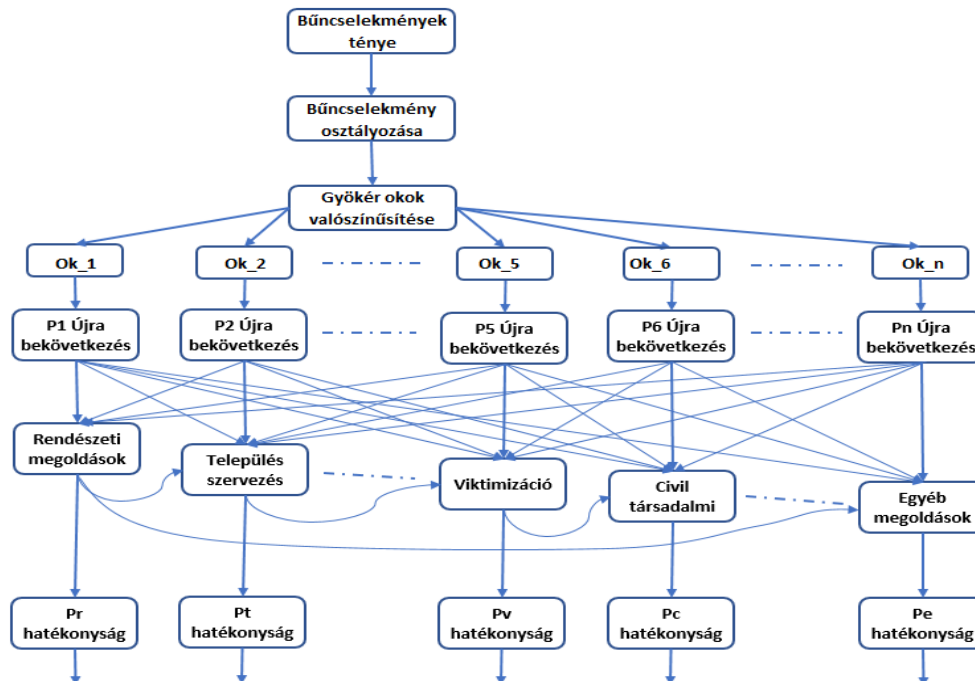 Bűncselekmények
ténye
Bűncselekmény
osztályozása
Gyökér okok
valószínűsítése
Ok_1
Ok_2
Ok_5
Ok_6
Ok_n
P1 Újra
bekövetkezés
P2 Újra
bekövetkezés
P5 Újra
bekövetkezés
P6 Újra
bekövetkezés
Pn Újra
bekövetkezés
Rendészeti
megoldások
Település
szervezés
Viktimizáció
Civil
társadalmi
Egyéb
megoldások
Pr
hatékonyság
Pt
hatékonyság
Pv
hatékonyság
Pc
hatékonyság
Pe
hatékonyság